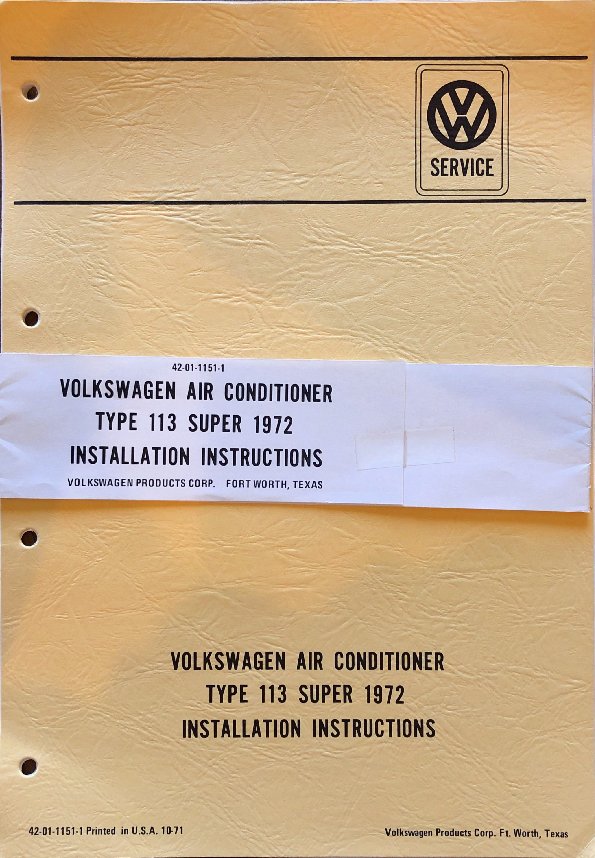 VW
SERVICE
42-01-1151-1
VOLKSWAGEN AIR CONDITIONER
TYPE 113 SUPER 1972
INSTALLATION INSTRUCTIONS
VOLKSWAGEN PRODUCTS CORP. FORT WORTH, TEXAS
VOLKSWAGEN AIR CONDITIONER
TYPE 113 SUPER 1972
INSTALLATION INSTRUCTIONS
42-01-1151-1 Printed in U.S.A. 10-71
Volkswagen Products Corp. Ft. Worth, Texas